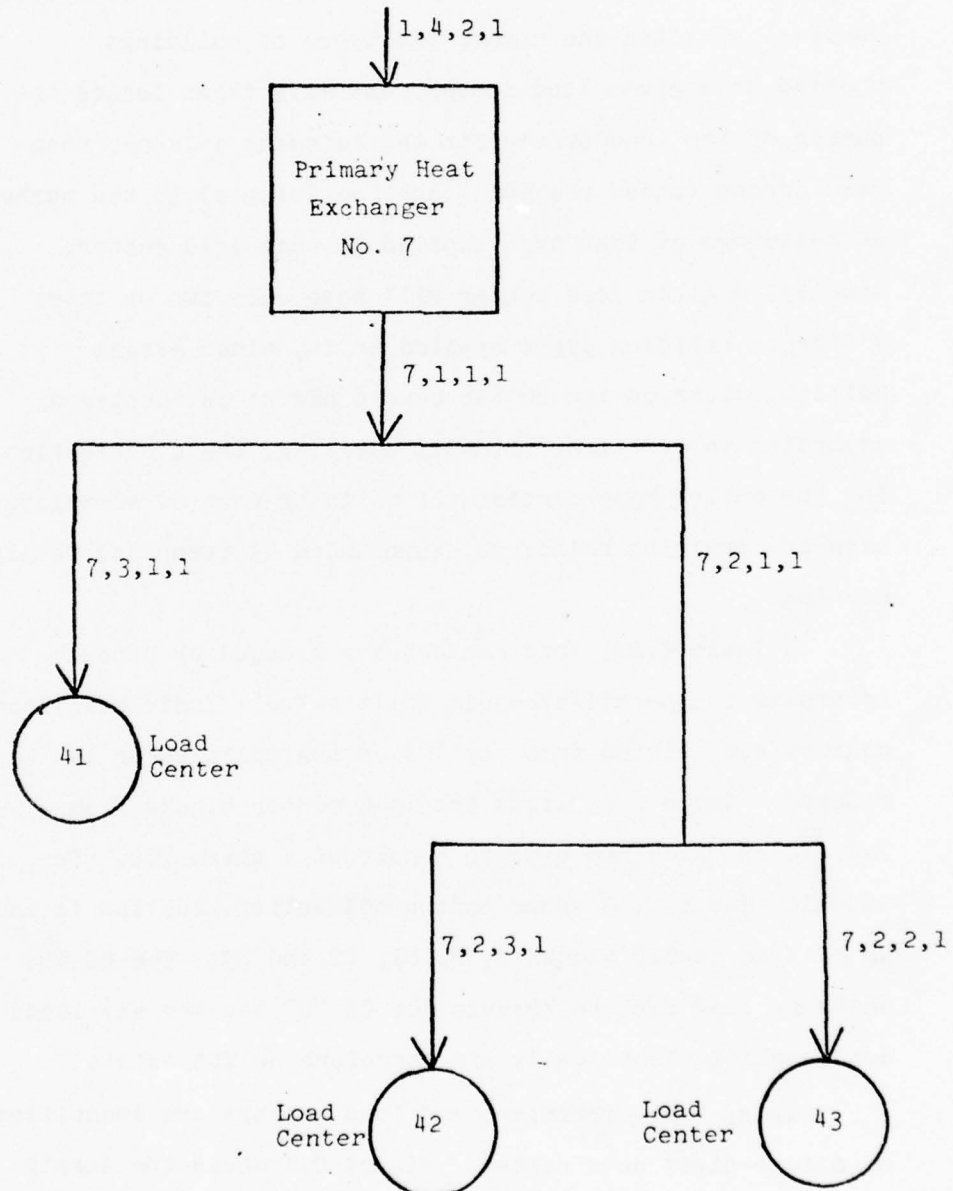 1,4,2,1
Primary Heat
Exchanger
No. 7
7,1,1,1
7,3,1,1
7,2,1,1
41
Load
Center
7,2,3,1
7,2,2,1
Load
Center
42
Load
Center
43